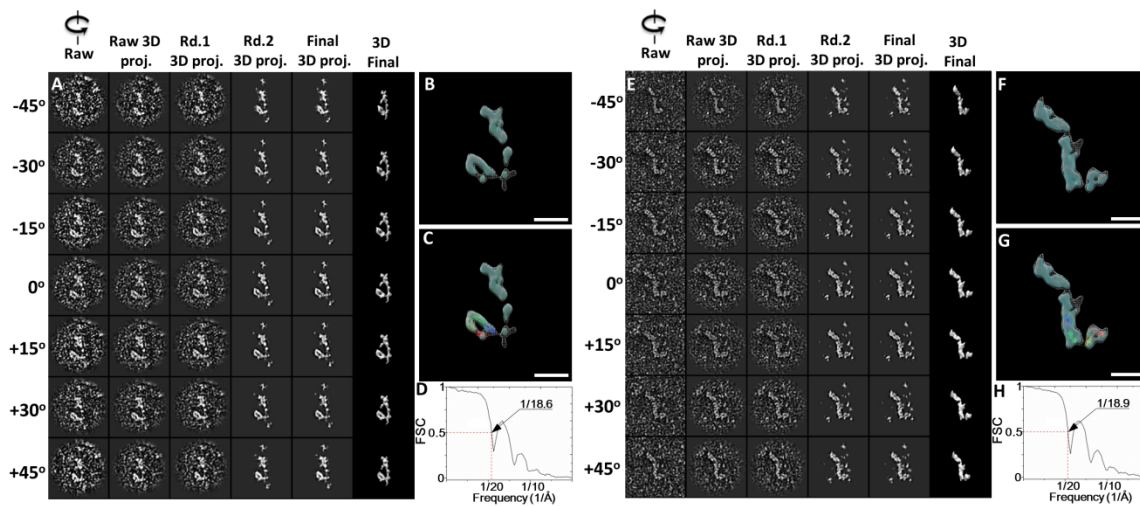 Raw
Raw 3D proj.
Rd.1 3D proj.
Rd.2 3D proj.
Final 3D proj.
3D Final
A
-45º
-30º
-15º
0º
+15º
+30º
+45º
B
C
D
1
0.5
0
FSC
1/18.6
1/20 1/10
Frequency (1/Å)
Raw
Raw 3D proj.
Rd.1 3D proj.
Rd.2 3D proj.
Final 3D proj.
3D Final
E
-45º
-30º
-15º
0º
+15º
+30º
+45º
F
G
H
1
0.5
0
FSC
1/18.9
1/20 1/10
Frequency (1/Å)